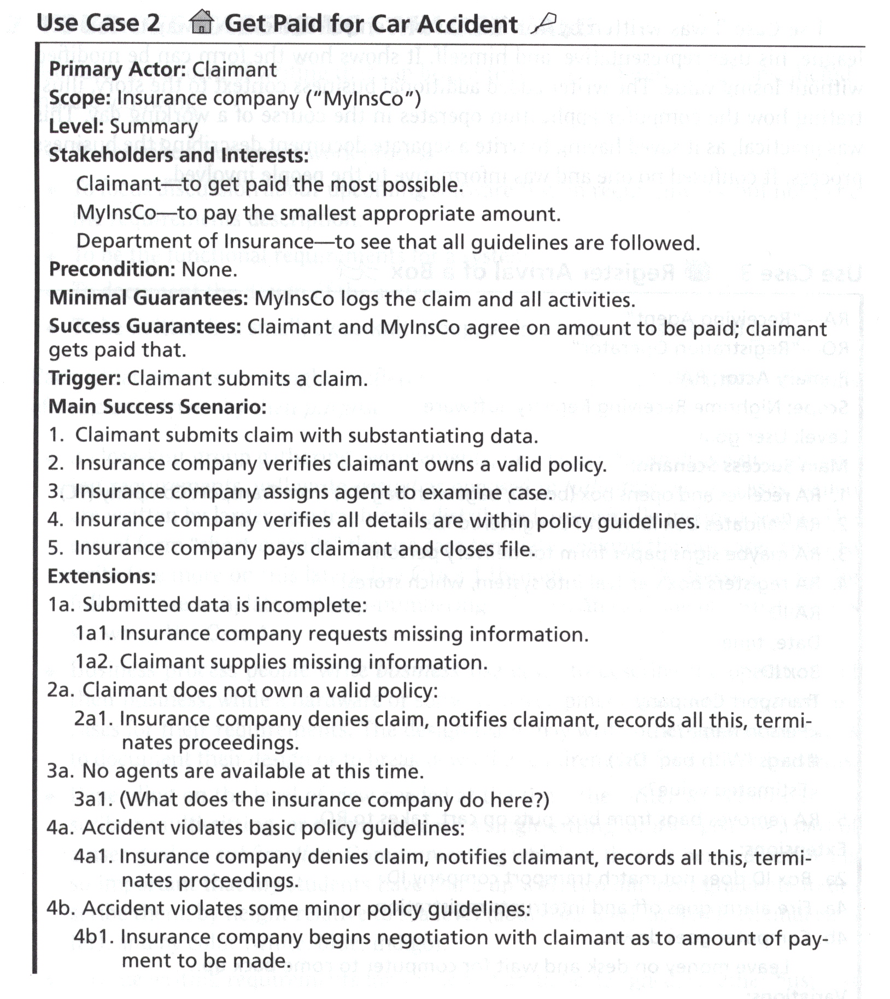 Use Case 2 Get Paid for Car Accident
Primary Actor: Claimant
Scope: Insurance company (“MyInsCo”)
Level: Summary
Stakeholders and Interests:
Claimant—to get paid the most possible.
MyInsCo—to pay the smallest appropriate amount.
Department of Insurance—to see that all guidelines are followed.
Precondition: None.
Minimal Guarantees: MyInsCo logs the claim and all activities.
Success Guarantees: Claimant and MyInsCo agree on amount to be paid; claimant
gets paid that.
Trigger: Claimant submits a claim.
Main Success Scenario:
1. Claimant submits claim with substantiating data.
2. Insurance company verifies claimant owns a valid policy.
3. Insurance company assigns agent to examine case.
4. Insurance company verifies all details are within policy guidelines.
5. Insurance company pays claimant and closes file.
Extensions:
1a. Submitted data is incomplete:
1a1. Insurance company requests missing information.
1a2. Claimant supplies missing information.
2a. Claimant does not own a valid policy:
2a1. Insurance company denies claim, notifies claimant, records all this, termi-
nates proceedings.
3a. No agents are available at this time.
3a1. (What does the insurance company do here?)
4a. Accident violates basic policy guidelines:
4a1. Insurance company denies claim, notifies claimant, records all this, termi-
nates proceedings.
4b. Accident violates some minor policy guidelines:
4b1. Insurance company begins negotiation with claimant as to amount of pay-
ment to be made.